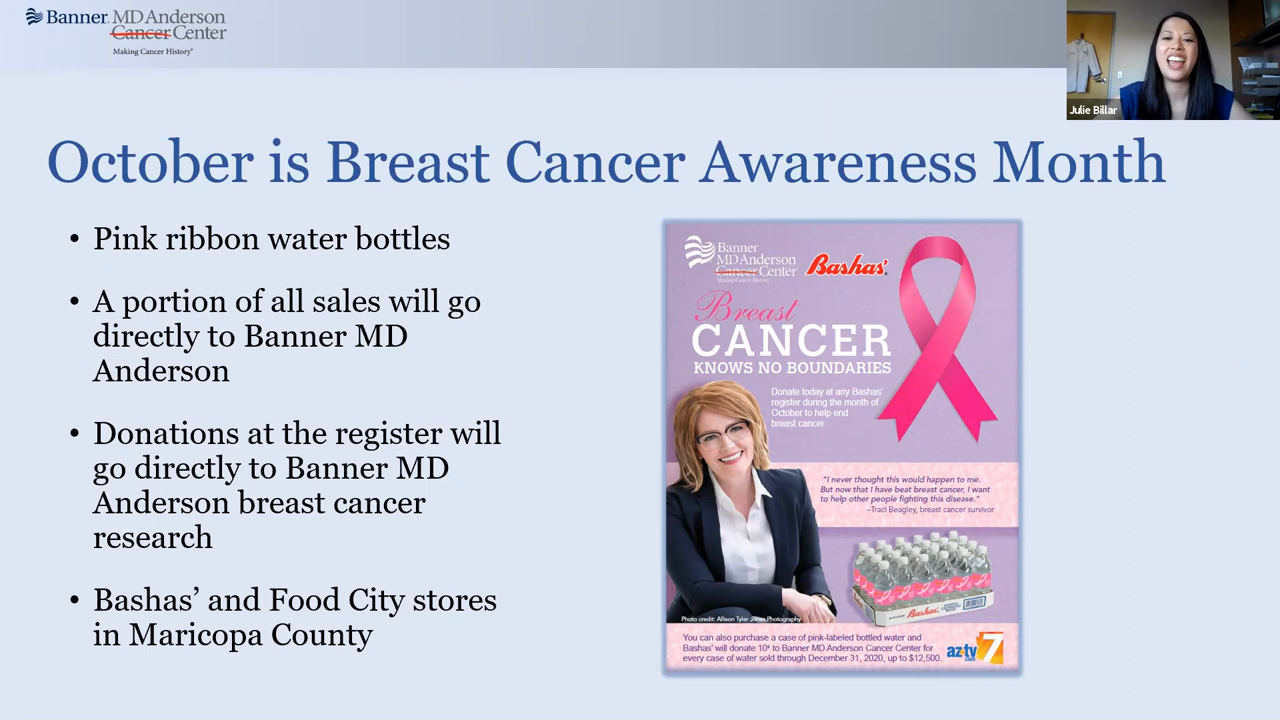 Banner MD Anderson
Cancer Center
Making Cancer History®
Julie Billar
October is Breast Cancer Awareness Month
• Pink ribbon water bottles
• A portion of all sales will go
directly to Banner MD
Anderson
• Donations at the register will
go directly to Banner MD
Anderson breast cancer
research
• Bashas’ and Food City stores
in Maricopa County
Banner
MD Anderson
Cancer Center
Making Cancer History
Bashas'
Breast
CANCER
KNOWS NO BOUNDARIES
Donate today at any Bashas'
register during the month of
October to help end
breast cancer.
"I never thought this would happen to me.
But now that I have beat breast cancer, I want
to help other people fighting this disease."
–Traci Beagley, breast cancer survivor
Bashas'
Photo credit: Allison Tyler Jones Photography
You can also purchase a case of pink-labeled bottled water and
Bashas' will donate 10¢ to Banner MD Anderson Cancer Center for
every case of water sold through December 31, 2020, up to $12,500.
aztv 7
.com